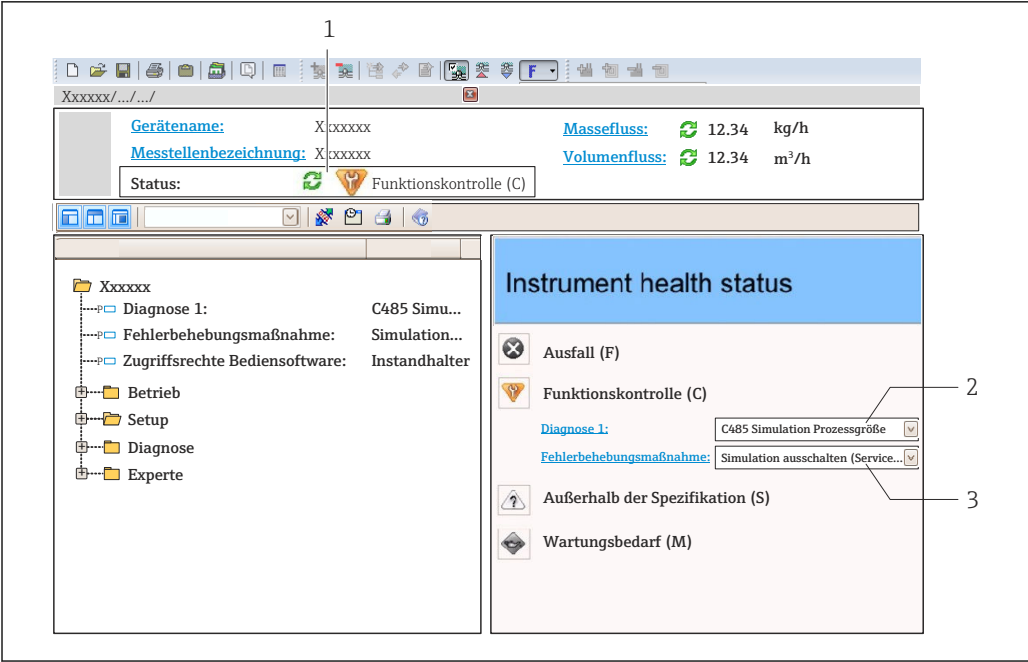 1
F
Xxxxxx/.../.../
Gerätename: Xxxxxxx Massefluss: 12.34 kg/h
Messtellenbezeichnung: Xxxxxxx Volumenfluss: 12.34 m³/h
Status: Funktionskontrolle (C)
Xxxxxx
Diagnose 1: C485 Simu...
Fehlerbehebungsmaßnahme: Simulation...
Zugriffsrechte Bediensoftware: Instandhalter
Betrieb
Setup
Diagnose
Experte
Instrument health status
Ausfall (F)
Funktionskontrolle (C)
Diagnose 1: C485 Simulation Prozessgröße
2
Fehlerbehebungsmaßnahme: Simulation ausschalten (Service...
3
Außerhalb der Spezifikation (S)
Wartungsbedarf (M)